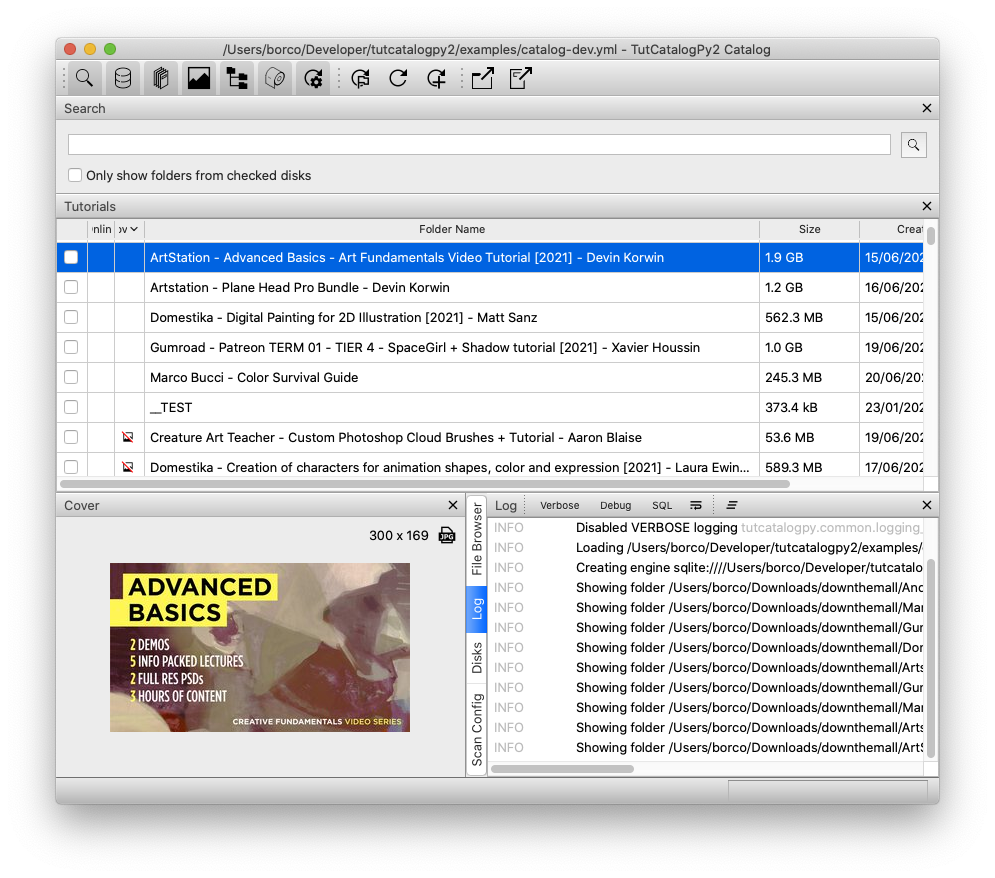 /Users/borco/Developer/tutcatalogpy2/examples/catalog-dev.yml - TutCatalogPy2 Catalog
Search
Only show folders from checked disks
Tutorials
Folder Name Size
ArtStation - Advanced Basics - Art Fundamentals Video Tutorial [2021] - Devin Korwin 1.9 GB 15/06/202
Artstation - Plane Head Pro Bundle - Devin Korwin 1.2 GB 16/06/202
Domestika - Digital Painting for 2D Illustration [2021] - Matt Sanz 562.3 MB 15/06/202
Gumroad - Patreon TERM 01 - TIER 4 - SpaceGirl + Shadow tutorial [2021] - Xavier Houssin 1.0 GB 19/06/202
Marco Bucci - Color Survival Guide 245.3 MB 20/06/202
__TEST 373.4 kB 23/01/202
Creature Art Teacher - Custom Photoshop Cloud Brushes + Tutorial - Aaron Blaise 53.6 MB 19/06/202
Domestika - Creation of characters for animation shapes, color and expression [2021] - Laura Ewin... 589.3 MB 17/06/202
Cover
300 x 169 JPG
ADVANCED
BASICS
2 DEMOS
5 INFO PACKED LECTURES
2 FULL RES PSDs
3 HOURS OF CONTENT
CREATIVE FUNDAMENTALS VIDEO SERIES
File Browser
Log
Disks
Scan Config
Log Verbose Debug SQL
INFO Disabled VERBOSE logging tutcatalogpy.common.logging_
INFO Loading /Users/borco/Developer/tutcatalogpy2/examples/
INFO Creating engine sqlite:////Users/borco/Developer/tutcatalo
INFO Showing folder /Users/borco/Downloads/downthemall/And
INFO Showing folder /Users/borco/Downloads/downthemall/Mar
INFO Showing folder /Users/borco/Downloads/downthemall/Gur
INFO Showing folder /Users/borco/Downloads/downthemall/Dor
INFO Showing folder /Users/borco/Downloads/downthemall/Arts
INFO Showing folder /Users/borco/Downloads/downthemall/Gur
INFO Showing folder /Users/borco/Downloads/downthemall/Mar
INFO Showing folder /Users/borco/Downloads/downthemall/Arts
INFO Showing folder /Users/borco/Downloads/downthemall/ArtS